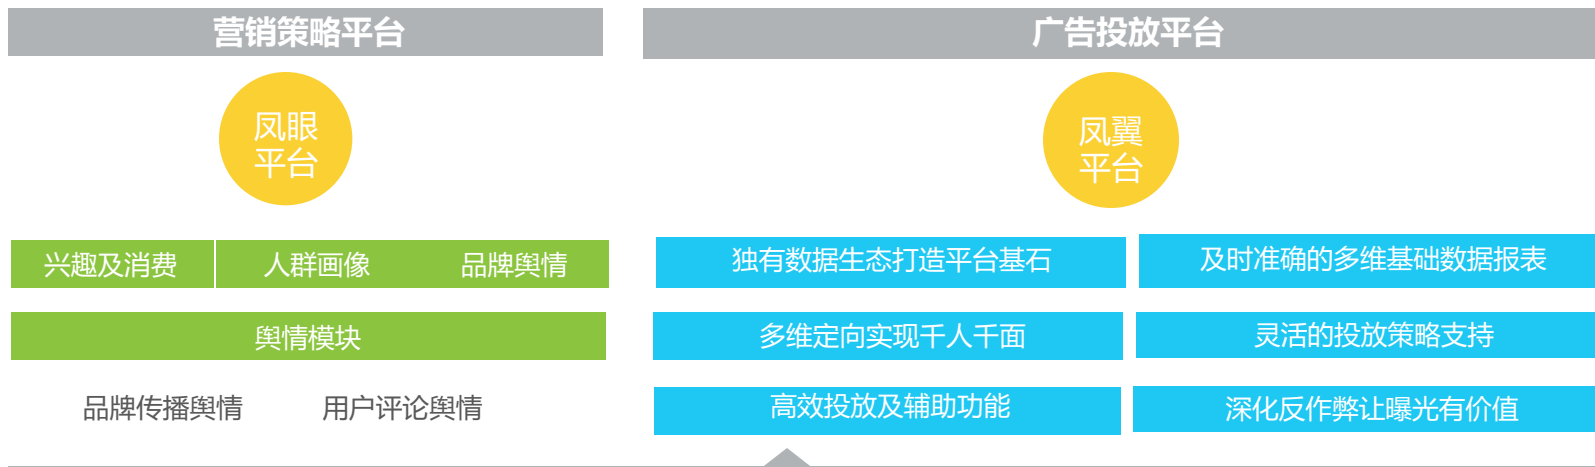 营销策略平台
凤眼
平台
兴趣及消费 人群画像 品牌舆情
舆情模块
品牌传播舆情 用户评论舆情
广告投放平台
凤翼
平台
独有数据生态打造平台基石 及时准确的多维基础数据报表
多维定向实现千人千面 灵活的投放策略支持
高效投放及辅助功能 深化反作弊让曝光有价值